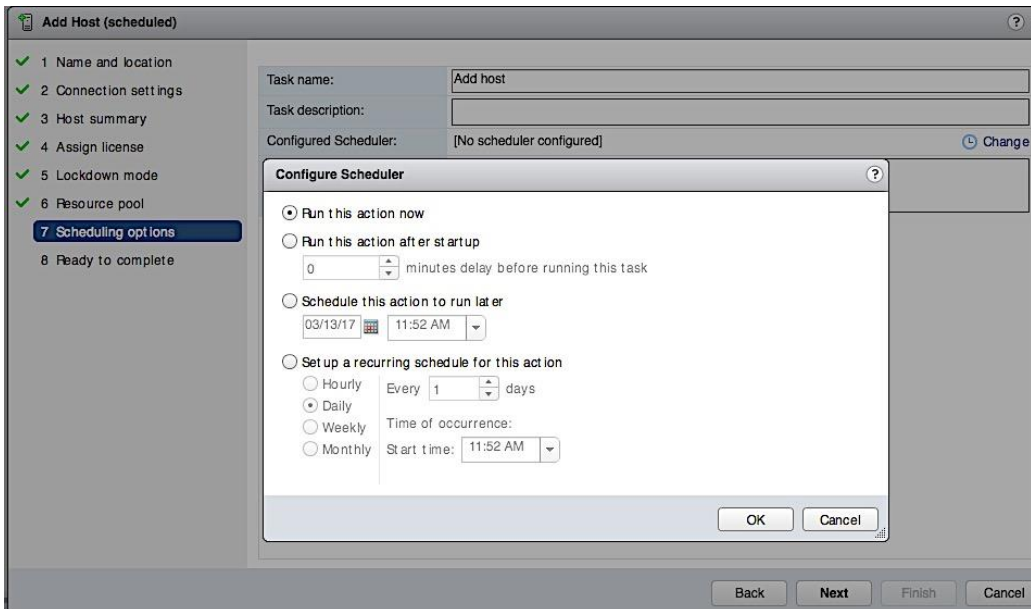 Add Host (scheduled)
1 Name and location
2 Connection settings
3 Host summary
4 Assign license
5 Lockdown mode
6 Resource pool
7 Scheduling options
8 Ready to complete
Task name: Add host
Task description:
Configured Scheduler: [No scheduler configured] Change
Configure Scheduler
Run this action now
Run this action after startup
0 minutes delay before running this task
Schedule this action to run later
03/13/17 11:52 AM
Set up a recurring schedule for this action
Hourly
Daily
Weekly
Monthly
Every 1 days
Time of occurrence:
Start time: 11:52 AM
OK Cancel
Back Next Finish Cancel